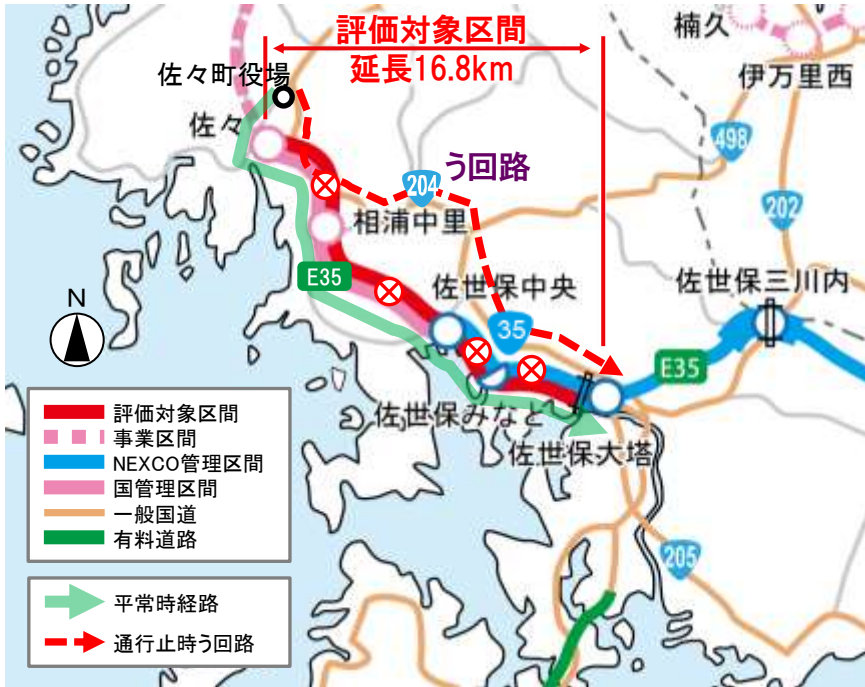 評価対象区間
延長16.8km
楠久
伊万里西
佐々町役場
佐々
498
う回路
204
202
相浦中里
E35
佐世保中央
佐世保三川内
N
35
E35
佐世保みなと
佐世保大塔
205
評価対象区間
事業区間
NEXCO管理区間
国管理区間
一般国道
有料道路
平常時経路
通行止時う回路